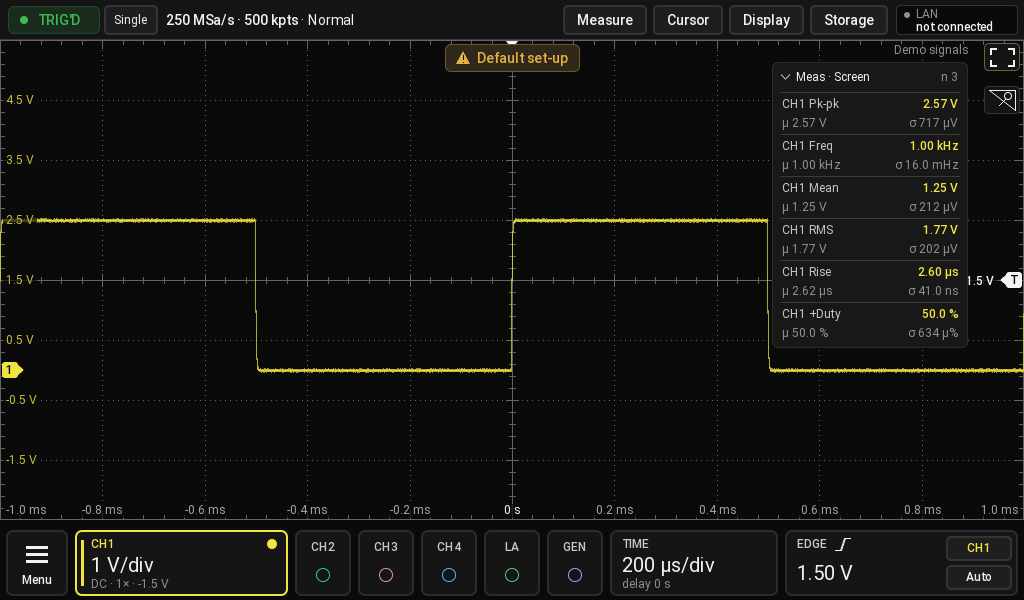 TRIG'D
Single
250 MSa/s · 500 kpts · Normal
Measure
Cursor
Display
Storage
LAN
not connected
Demo signals
Default set-up
Meas · Screen n 3
CH1 Pk-pk 2.57 V
μ 2.57 V σ 717 μV
CH1 Freq 1.00 kHz
μ 1.00 kHz σ 16.0 mHz
CH1 Mean 1.25 V
μ 1.25 V σ 212 μV
CH1 RMS 1.77 V
μ 1.77 V σ 202 μV
CH1 Rise 2.60 μs
μ 2.62 μs σ 41.0 ns
CH1 +Duty 50.0 %
μ 50.0 % σ 634 μ%
4.5 V
3.5 V
2.5 V
1.5 V
0.5 V
-0.5 V
-1.5 V
1
1.5 V T
-1.0 ms -0.8 ms -0.6 ms -0.4 ms -0.2 ms 0 s 0.2 ms 0.4 ms 0.6 ms 0.8 ms 1.0 ms
Menu
CH1
1 V/div
DC · 1× · -1.5 V
CH2
CH3
CH4
LA
GEN
TIME
200 μs/div
delay 0 s
EDGE
1.50 V
CH1
Auto